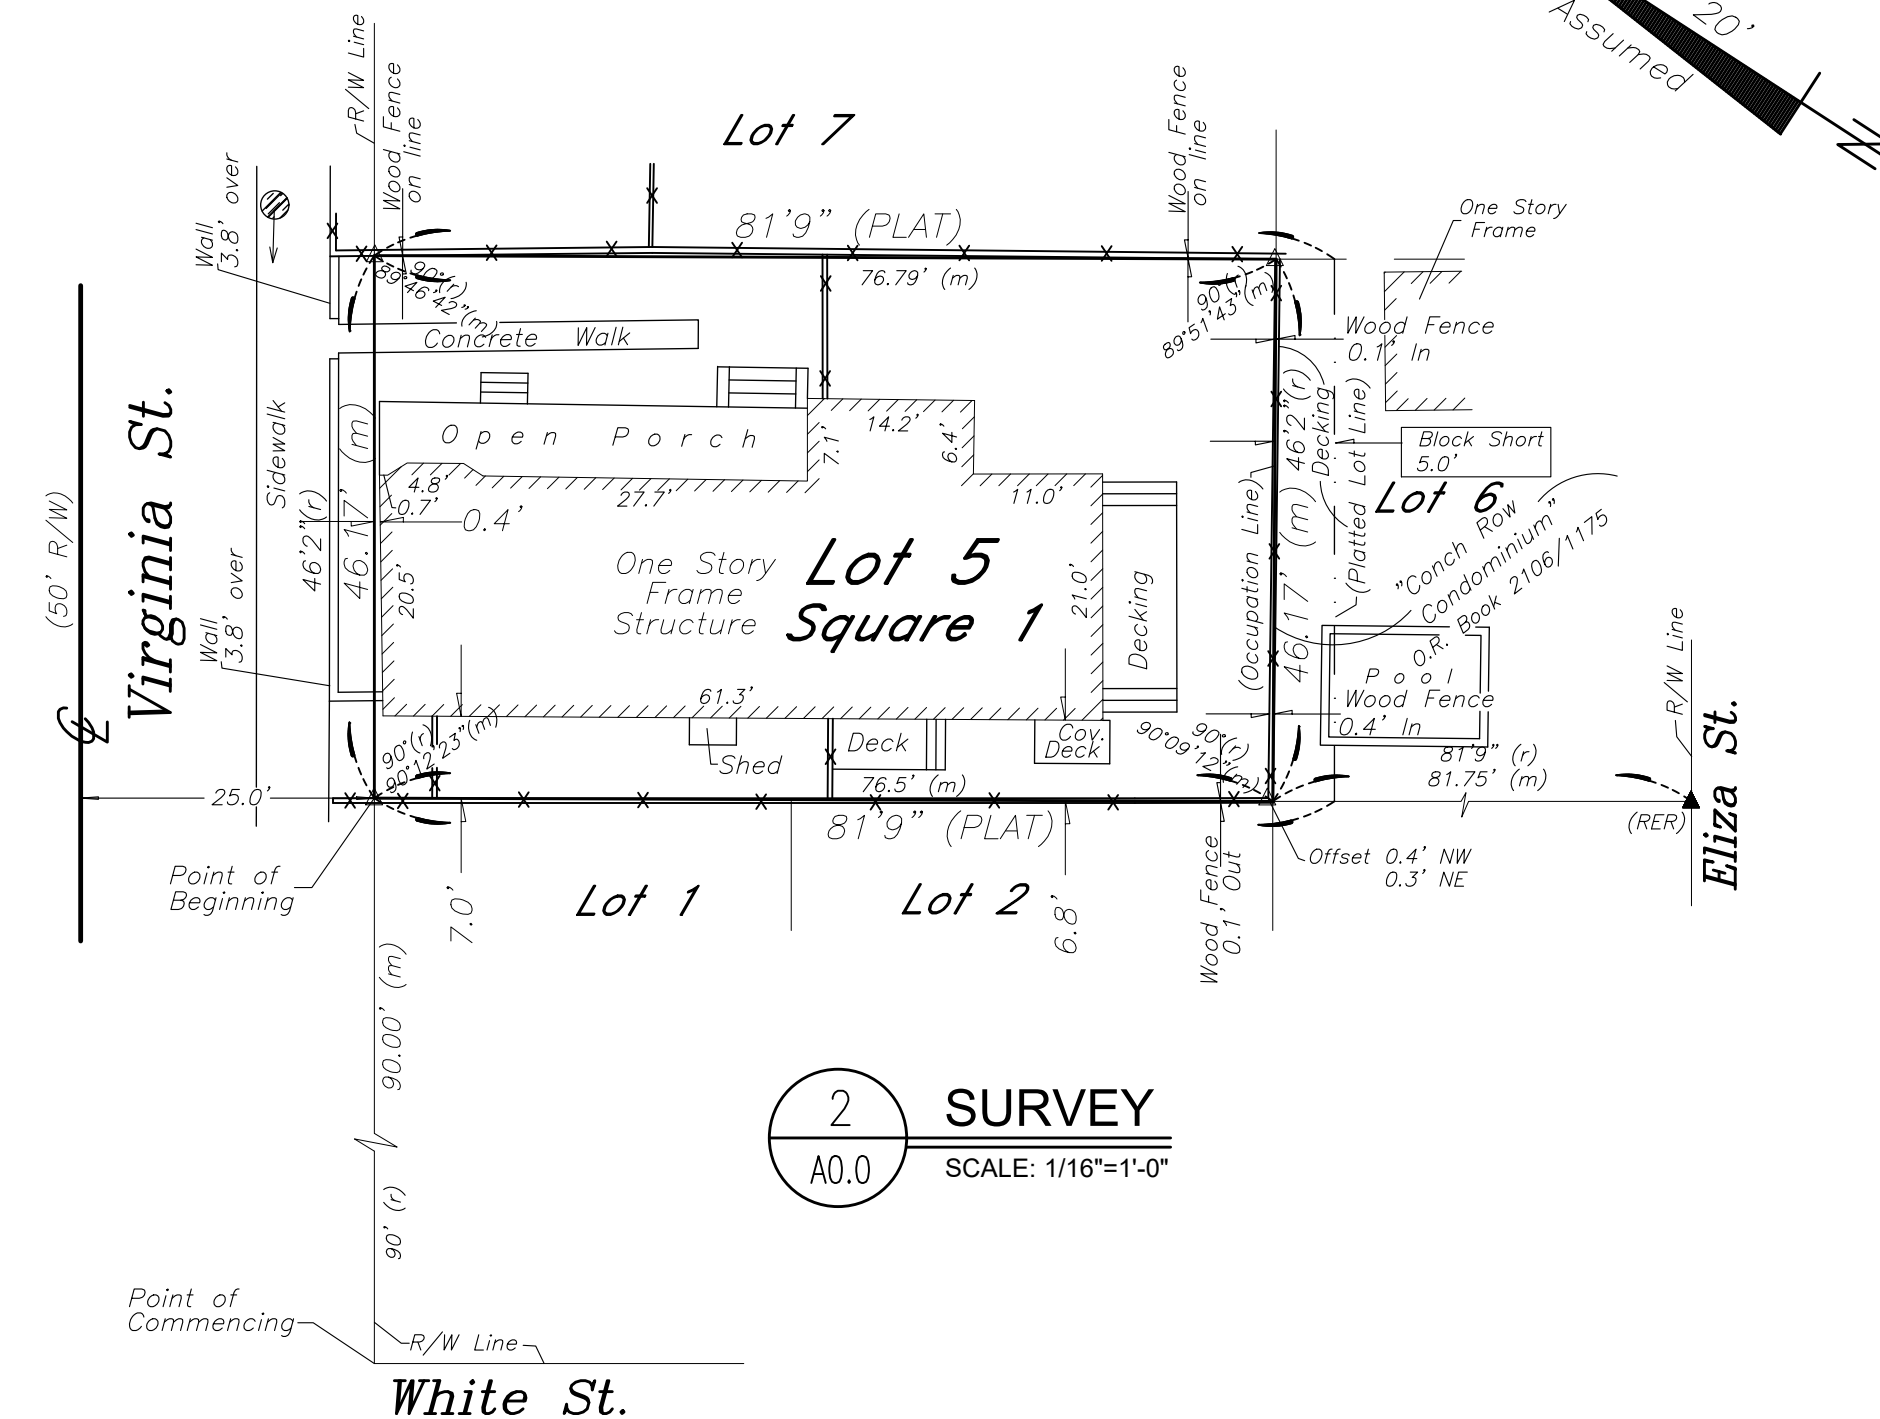 20'
Assumed
N
R/W Line
Wood Fence
on line
Lot 7
Wood Fence
on line
Wall
3.8' over
81'9" (PLAT)
One Story
Frame
90°(r)
89°46'42"(m)
76.79' (m)
90°(r)
89°51'43"(m)
Concrete Walk
Wood Fence
0.1' In
Virginia St.
(50' R/W)
Sidewalk
46'2"(r)
46.17' (m)
Open Porch
14.2'
7.1'
6.4'
4.8'
0.7'
27.7'
11.0'
0.4'
46'2"(r)
Decking
(Platted Lot Line)
Block Short
5.0'
Lot 6
(Occupation Line)
46.17' (m)
"Conch Row
Condominium"
O.R. Book 2106/1175
20.5'
One Story
Frame
Structure
Lot 5
Square 1
21.0'
Decking
Wall
3.8' over
61.3'
Pool
Wood Fence
0.4' In
R/W Line
Eliza St.
90°(r)
90°12'23"(m)
Shed
Deck
Cov.
Deck
90°(r)
90°09'12"(m)
81'9" (r)
81.75' (m)
25.0'
76.5' (m)
81'9" (PLAT)
(RER)
Point of
Beginning
Lot 1
Lot 2
7.0'
6.8'
Wood Fence
0.1' Out
Offset 0.4' NW
0.3' NE
90.00' (m)
90' (r)
2
A0.0
SURVEY
SCALE: 1/16"=1'-0"
Point of
Commencing
R/W Line
White St.